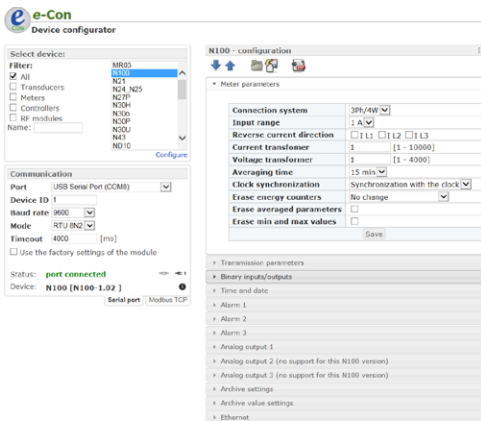 e e-Con
Device configurator
Select device:
Filter:
All
Transducers
Meters
Controllers
RF modules
Name:
MR03
N100
N21
N24_N25
N27P
N30H
N30o
N30P
N30U
N43
ND10
Configure
Communication
Port USB Serial Port (COM8)
Device ID 1
Baud rate 9600
Mode RTU 8N2
Timeout 4000 [ms]
Use the factory settings of the module
Status: port connected
Device: N100 [N100-1.02 ]
Serial port Modbus TCP
N100 - configuration
Meter parameters
Connection system 3Ph/4W
Input range 1 A
Reverse current direction I L1 I L2 I L3
Current transfomer 1 [1 - 10000]
Voltage transformer 1 [1 - 4000]
Averaging time 15 min
Clock synchronization Synchronization with the clock
Erase energy counters No change
Erase averaged parameters
Erase min and max values
Save
Transmission parameters
Binary inputs/outputs
Time and date
Alarm 1
Alarm 2
Alarm 3
Analog output 1
Analog output 2 (no support for this N100 version)
Analog output 3 (no support for this N100 version)
Archive settings
Archive value settings
Ethernet